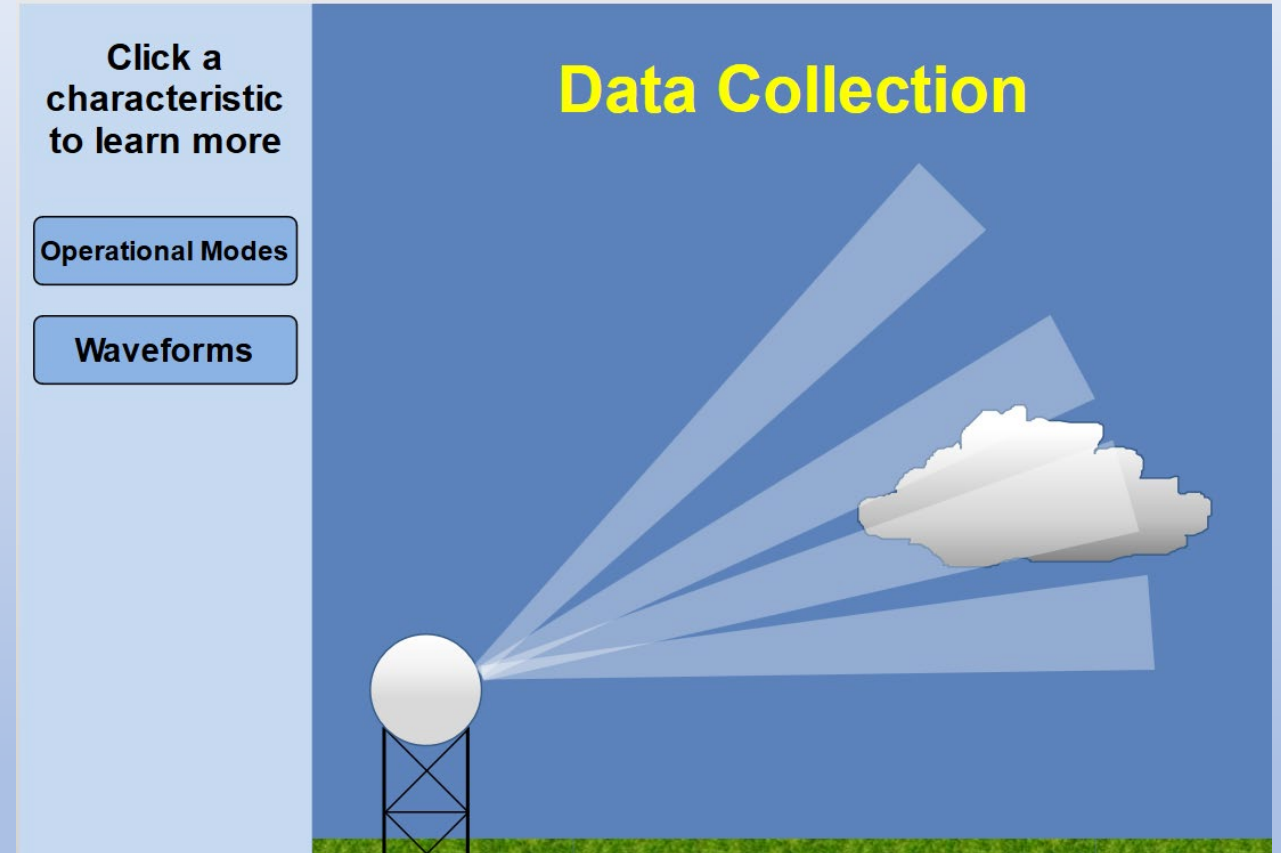 Click a
characteristic
to learn more
Operational Modes
Waveforms
Data Collection